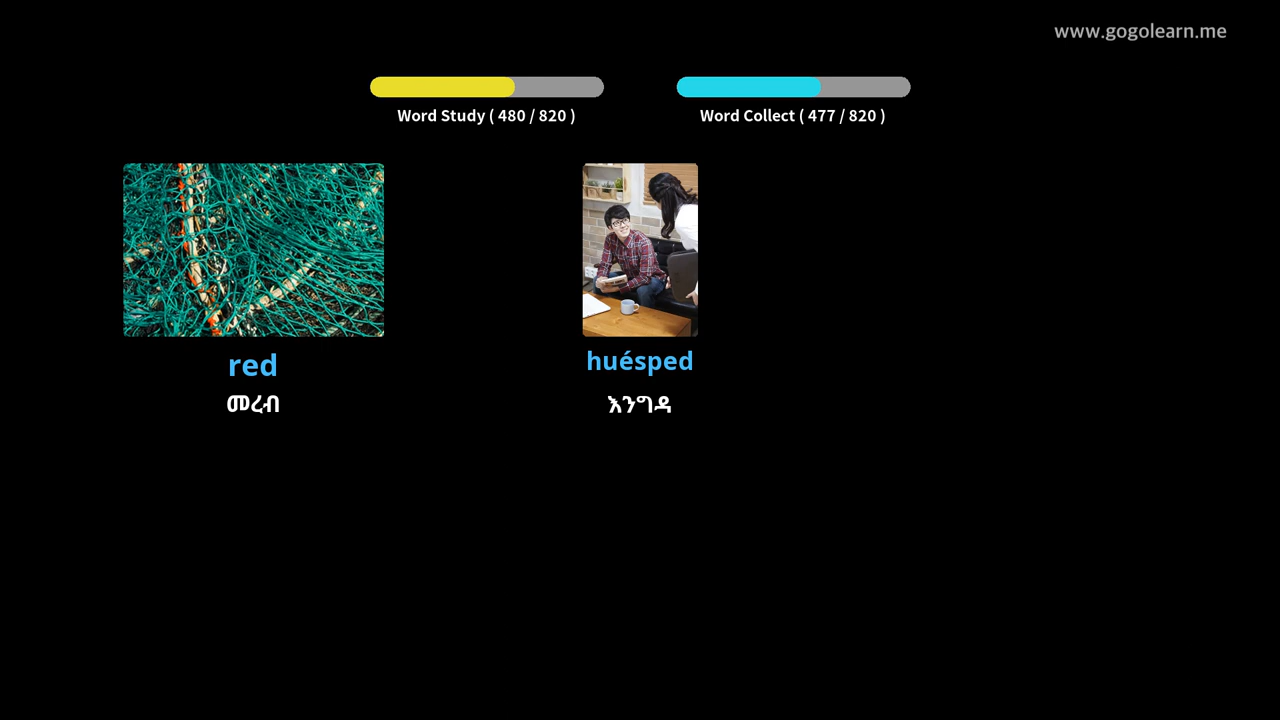 www.gogolearn.me
Word Study ( 480 / 820 )
Word Collect ( 477 / 820 )
red
መረብ
huésped
እንግዳ